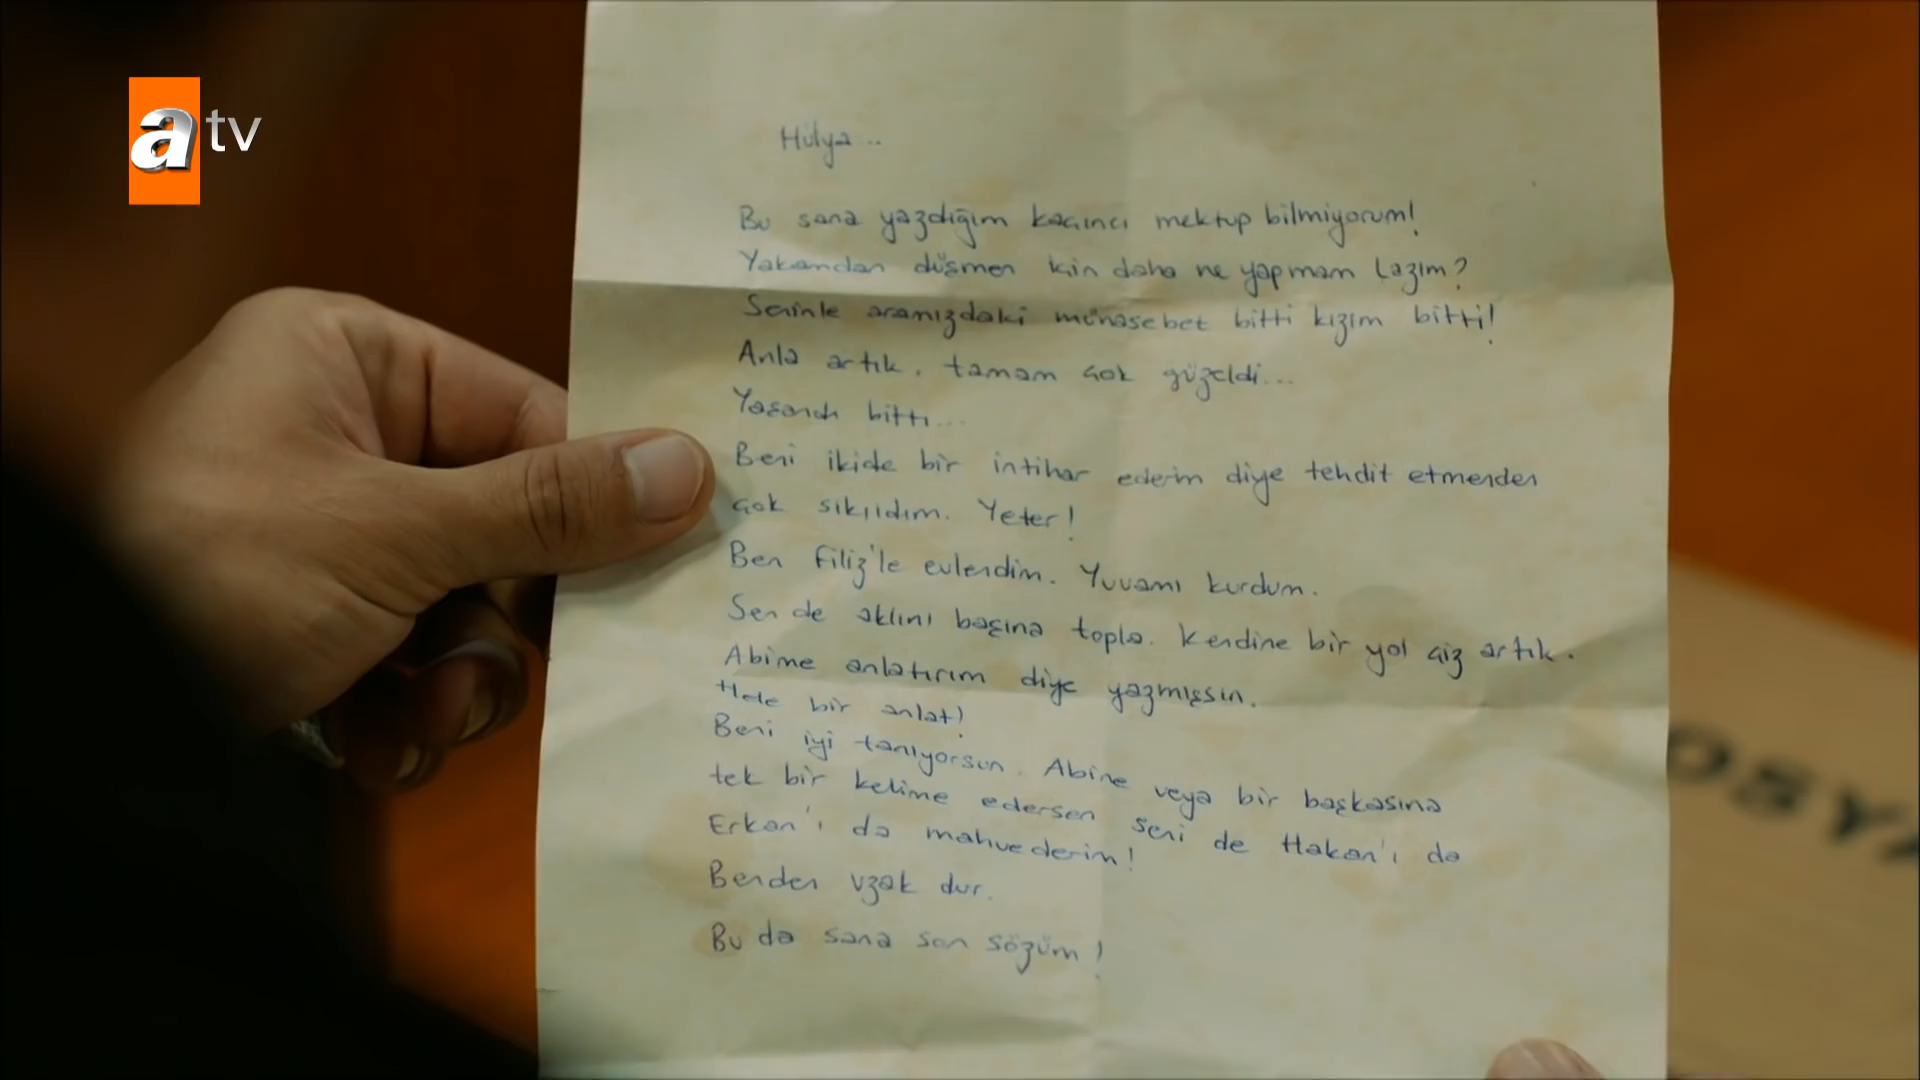 atv
Hülya..
Bu sana yazdığım kaçıncı mektup bilmiyorum!
Yakamdan düşmen için daha ne yapmam lazım?
Seninle aramızdaki münasebet bitti kızım bitti!
Anla artık. tamam çok güzeldi...
Yaşandı bitti...
Beni ikide bir intihar ederim diye tehdit etmenden
çok sıkıldım. Yeter!
Ben Filiz'le evlendim. Yuvamı kurdum.
Sen de aklını başına topla. Kendine bir yol çiz artık.
Abime anlatırım diye yazmışsın.
Hele bir anlat!
Beni iyi tanıyorsun. Abine veya bir başkasına
tek bir kelime edersen seni de Hakan'ı da
Erkan'ı da mahvederim!
Benden uzak dur.
Bu da sana son sözüm!
OSYA